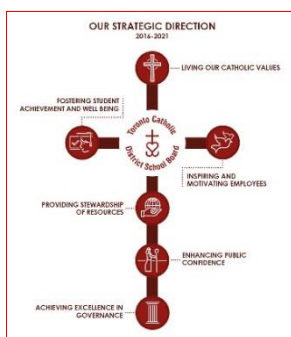 OUR STRATEGIC DIRECTION
2016-2021
LIVING OUR CATHOLIC VALUES
FOSTERING STUDENT
ACHIEVEMENT AND WELL BEING
Toronto Catholic
District School Board
INSPIRING AND
MOTIVATING EMPLOYEES
PROVIDING STEWARDSHIP
OF RESOURCES
ENHANCING PUBLIC
CONFIDENCE
ACHIEVING EXCELLENCE IN
GOVERNANCE